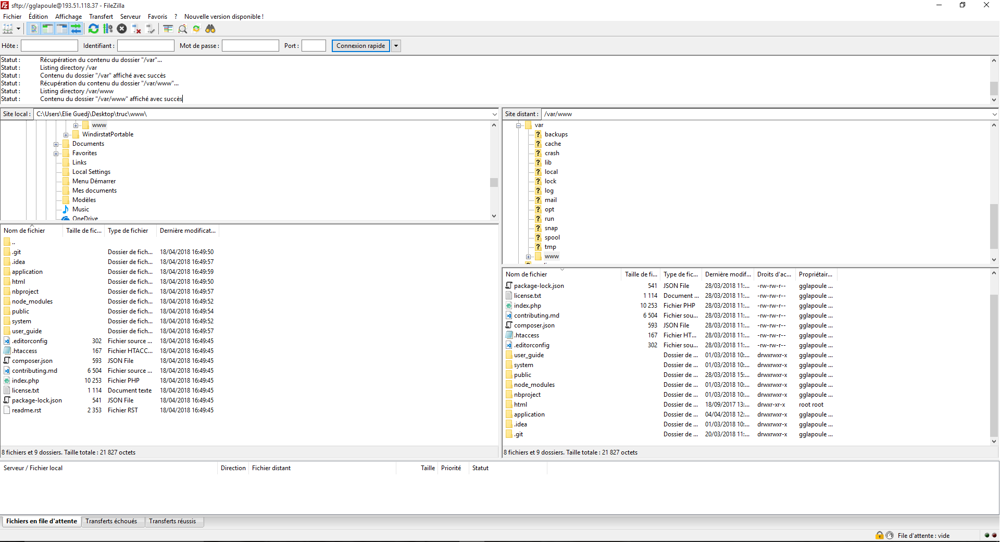 sftp://gglapoule@193.51.118.37 - FileZilla
Fichier Édition Affichage Transfert Serveur Favoris ? Nouvelle version disponible !
Hôte : Identifiant : Mot de passe : Port : Connexion rapide
Statut : Récupération du contenu du dossier "/var"...
Statut : Listing directory /var
Statut : Contenu du dossier "/var" affiché avec succès
Statut : Récupération du contenu du dossier "/var/www"...
Statut : Listing directory /var/www
Statut : Contenu du dossier "/var/www" affiché avec succès
Site local : C:\Users\Elie Guedj\Desktop\truc\www\
www
WindirstatPortable
Documents
Favorites
Links
Local Settings
Menu Démarrer
Mes documents
Modèles
Music
OneDrive
Nom de fichier Taille de fic... Type de fichier Dernière modificat...
..
.git Dossier de fich... 18/04/2018 16:49:50
.idea Dossier de fich... 18/04/2018 16:49:57
application Dossier de fich... 18/04/2018 16:49:59
html Dossier de fich... 18/04/2018 16:49:50
nbproject Dossier de fich... 18/04/2018 16:49:57
node_modules Dossier de fich... 18/04/2018 16:49:52
public Dossier de fich... 18/04/2018 16:49:54
system Dossier de fich... 18/04/2018 16:49:52
user_guide Dossier de fich... 18/04/2018 16:49:57
.editorconfig 302 Fichier source ... 18/04/2018 16:49:45
.htaccess 167 Fichier HTACC... 18/04/2018 16:49:45
composer.json 593 JSON File 18/04/2018 16:49:45
contributing.md 6 504 Fichier source ... 18/04/2018 16:49:45
index.php 10 253 Fichier PHP 18/04/2018 16:49:45
license.txt 1 114 Document texte 18/04/2018 16:49:45
package-lock.json 541 JSON File 18/04/2018 16:49:45
readme.rst 2 353 Fichier RST 18/04/2018 16:49:45
8 fichiers et 9 dossiers. Taille totale : 21 827 octets
Site distant : /var/www
var
backups
cache
crash
lib
local
lock
log
mail
opt
run
snap
spool
tmp
www
Nom de fichier Taille de fi... Type de fic... Dernière modif... Droits d'ac... Propriétair...
package-lock.json 541 JSON File 28/03/2018 11:... -rw-rw-r-- gglapoule ...
license.txt 1 114 Document ... 28/03/2018 11:... -rw-rw-r-- gglapoule ...
index.php 10 253 Fichier PHP 28/03/2018 11:... -rw-rw-r-- gglapoule ...
contributing.md 6 504 Fichier sou... 28/03/2018 11:... -rw-rw-r-- gglapoule ...
composer.json 593 JSON File 28/03/2018 11:... -rw-rw-r-- gglapoule ...
.htaccess 167 Fichier HT... 28/03/2018 11:... -rw-rw-r-- gglapoule ...
.editorconfig 302 Fichier sou... 28/03/2018 11:... -rw-rw-r-- gglapoule ...
user_guide Dossier de ... 01/03/2018 10:... drwxrwxr-x gglapoule ...
system Dossier de ... 01/03/2018 10:... drwxrwxr-x gglapoule ...
public Dossier de ... 28/03/2018 15:... drwxrwxr-x gglapoule ...
node_modules Dossier de ... 01/03/2018 10:... drwxrwxr-x gglapoule ...
nbproject Dossier de ... 01/03/2018 10:... drwxrwxr-x gglapoule ...
html Dossier de ... 18/09/2017 13:... drwxr-xr-x root root
application Dossier de ... 04/04/2018 12:... drwxrwxr-x gglapoule ...
.idea Dossier de ... 01/03/2018 10:... drwxrwxr-x gglapoule ...
.git Dossier de ... 20/03/2018 11:... drwxrwxr-x gglapoule ...
8 fichiers et 9 dossiers. Taille totale : 21 827 octets
Serveur / Fichier local Direction Fichier distant Taille Priorité Statut
Fichiers en file d'attente Transferts échoués Transferts réussis
File d'attente : vide